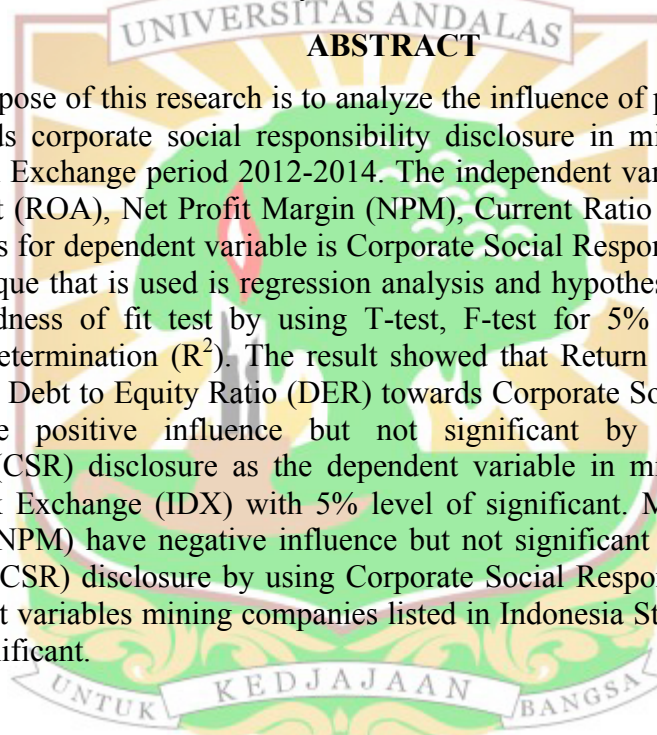 UNIVERSITAS ANDALAS
ABSTRACT
pose of this research is to analyze the influence of p
ls corporate social responsibility disclosure in mi
Exchange period 2012-2014. The independent var
t (ROA), Net Profit Margin (NPM), Current Ratio
s for dependent variable is Corporate Social Respon
que that is used is regression analysis and hypothes
dness of fit test by using T-test, F-test for 5%
etermination (R²). The result showed that Return
Debt to Equity Ratio (DER) towards Corporate So
e positive influence but not significant by
(CSR) disclosure as the dependent variable in mi
k Exchange (IDX) with 5% level of significant. M
NPM) have negative influence but not significant
CSR) disclosure by using Corporate Social Respor
t variables mining companies listed in Indonesia St
nificant.
UNTUK KEDJAJAAN BANGSA